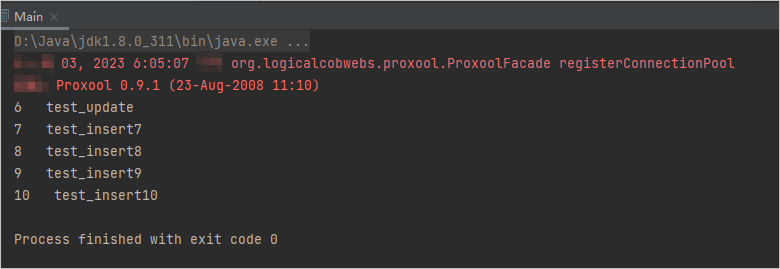 Main
D:\Java\jdk1.8.0_311\bin\java.exe ...
03, 2023 6:05:07 org.logicalcobwebs.proxool.ProxoolFacade registerConnectionPool
Proxool 0.9.1 (23-Aug-2008 11:10)
6 test_update
7 test_insert7
8 test_insert8
9 test_insert9
10 test_insert10
Process finished with exit code 0